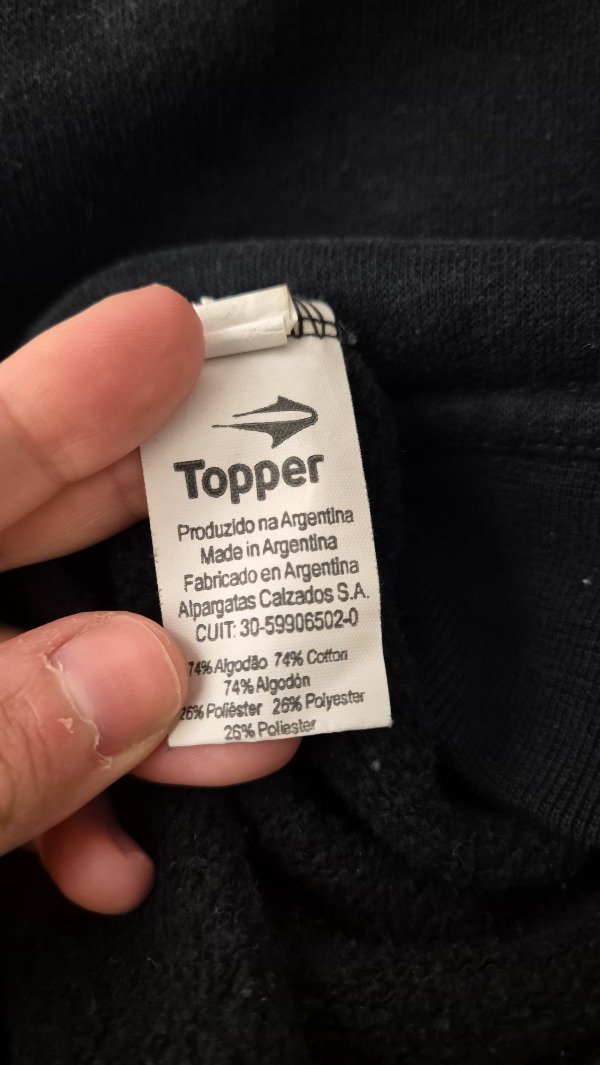 Topper
Produzido na Argentina
Made in Argentina
Fabricado en Argentina
Alpargatas Calzados S.A.
CUIT: 30-59906502-0
74% Algodão 74% Cotton
74% Algodón
26% Poliéster 26% Polyester
26% Poliester